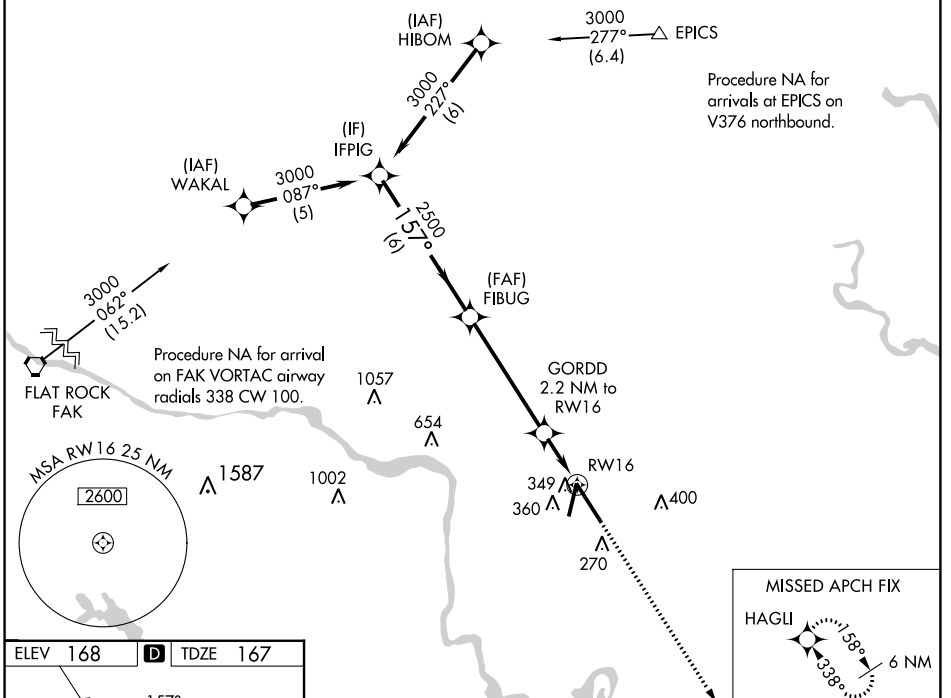 (IAF)
HIBOM
3000
277°
(6.4)
EPICS
Procedure NA for
arrivals at EPICS on
V376 northbound.
3000
227°
(6)
(IF)
IFPIG
(IAF)
WAKAL
3000
087°
(5)
2500
157°
(6)
(FAF)
FIBUG
3000
062°
(15.2)
FLAT ROCK
FAK
Procedure NA for arrival
on FAK VORTAC airway
radials 338 CW 100.
GORDD
2.2 NM to
RW16
1057
654
RW16
349
360
400
270
MSA RW16 25 NM
2600
1587
1002
MISSED APCH FIX
HAGLI
158°
338°
6 NM
ELEV 168 D TDZE 167